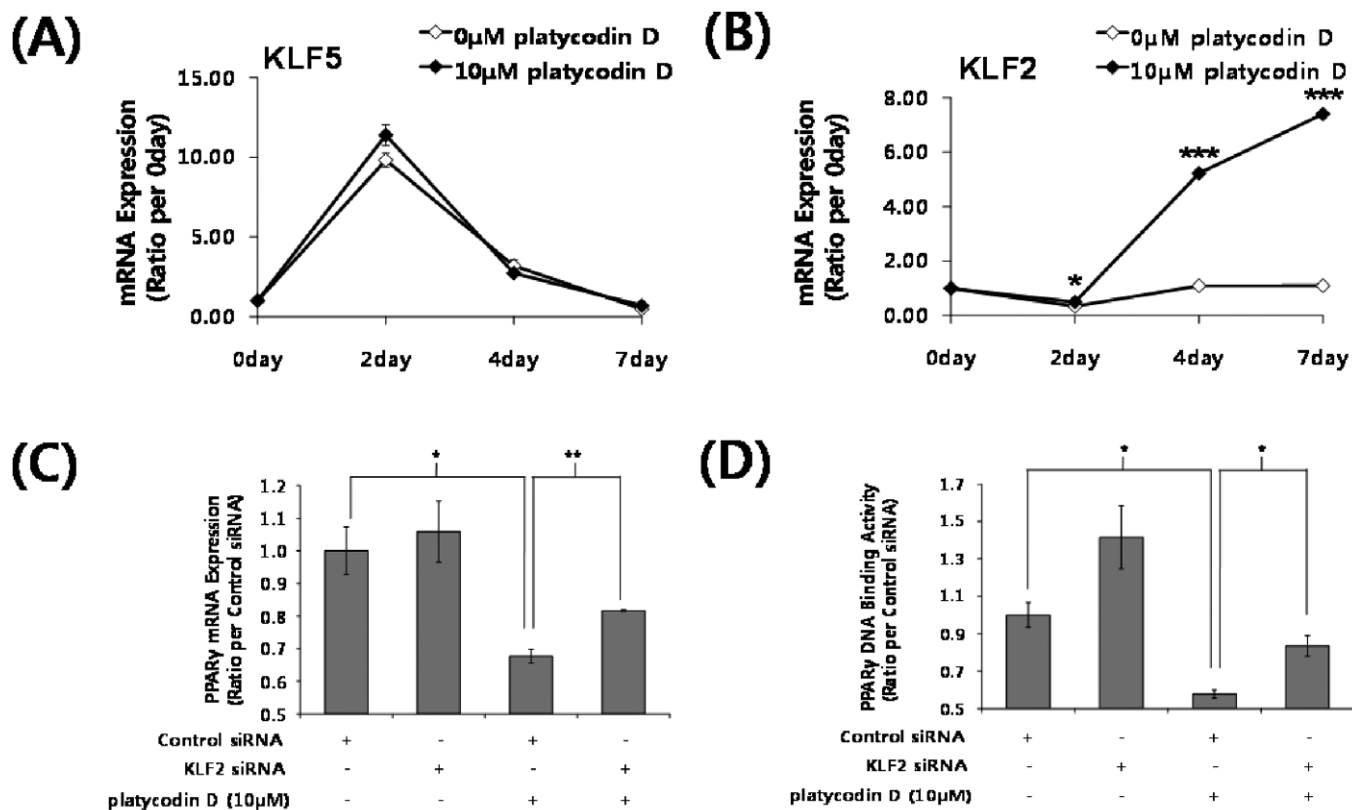 (A)
KLF5
0µM platycodin D
10µM platycodin D
mRNA Expression
(Ratio per 0day)
15.00
10.00
5.00
0.00
0day 2day 4day 7day
(B)
KLF2
0µM platycodin D
10µM platycodin D
mRNA Expression
(Ratio per 0day)
8.00
6.00
4.00
2.00
0.00
* *** ***
0day 2day 4day 7day
(C)
* **
PPARγ mRNA Expression
(Ratio per Control siRNA)
1.2
1.1
1.0
0.9
0.8
0.7
0.6
0.5
Control siRNA + - + -
KLF2 siRNA - + - +
platycodin D (10µM) - - + +
(D)
* *
PPARγ DNA Binding Activity
(Ratio per Control siRNA)
1.7
1.5
1.3
1.1
0.9
0.7
0.5
Control siRNA + - + -
KLF2 siRNA - + - +
platycodin D (10µM) - - + +